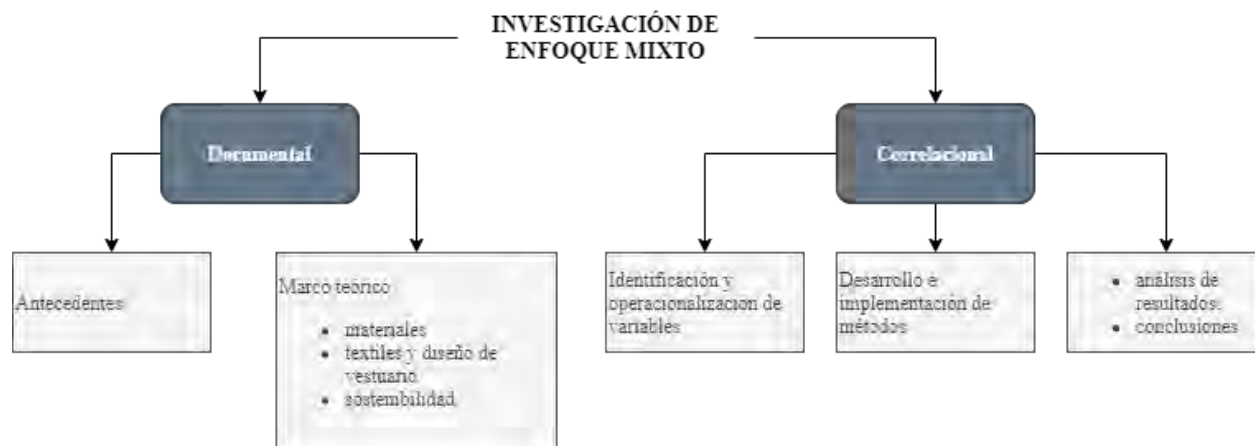 INVESTIGACIÓN DE
ENFOQUE MIXTO
Documental
Correlacional
Antecedentes
Marco teórico
• materiales
• textiles y diseño de
vestuario
• sostenibilidad
Identificación y
operacionalización de
variables
Desarrollo e
implementación de
métodos
• análisis de
resultados
• conclusiones